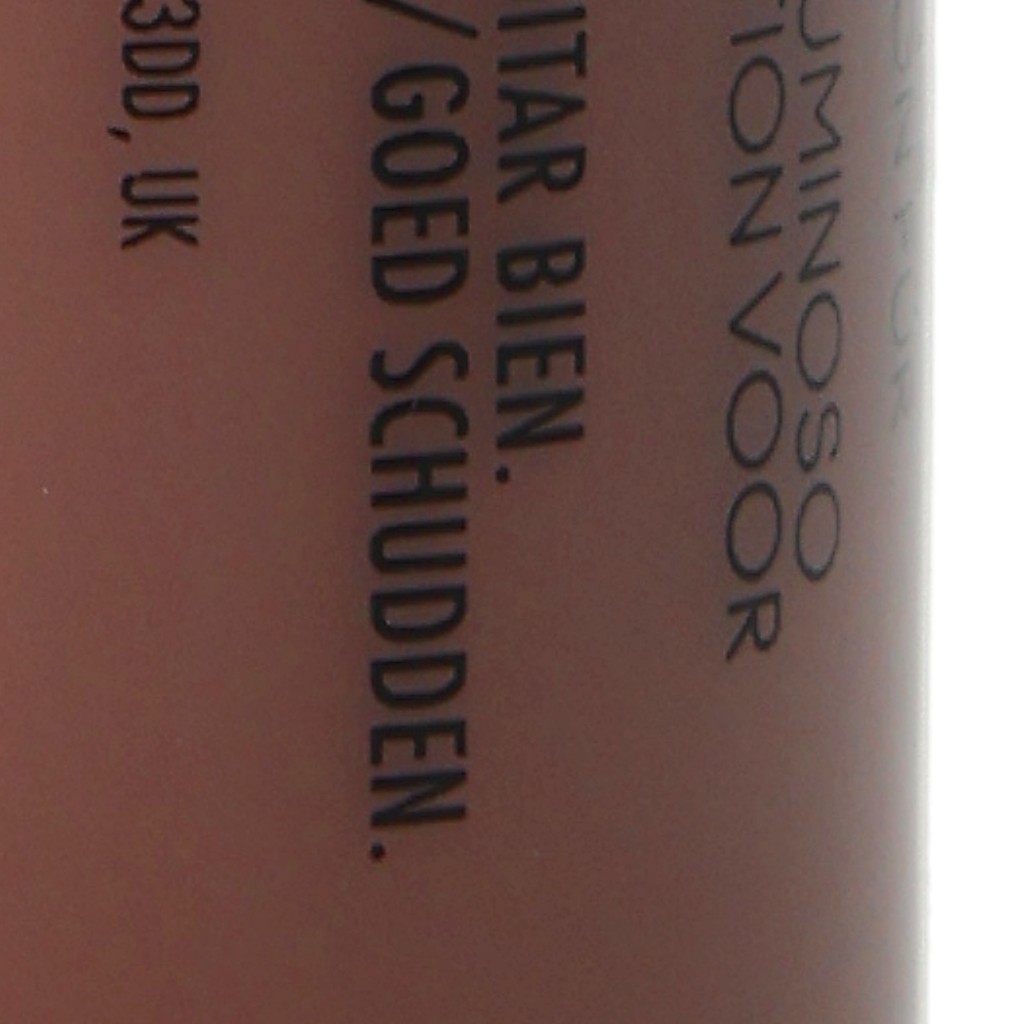 UMINOSO
TION VOOR
ITAR BIEN.
/ GOED SCHUDDEN.
3DD, UK